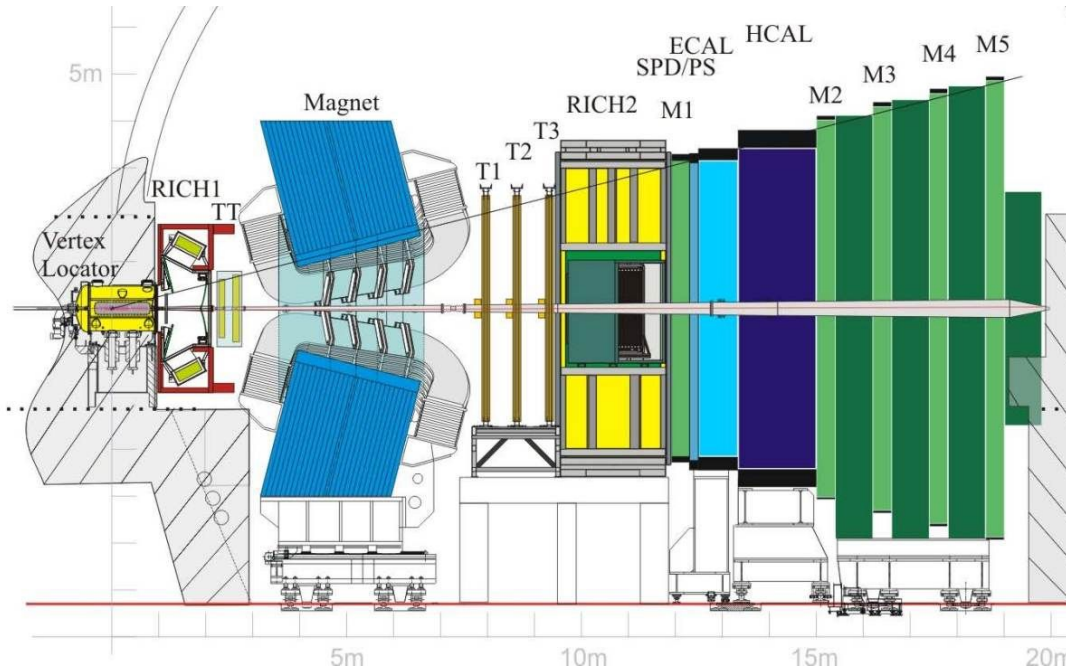 ECAL
HCAL
M5
M4
SPD/PS
M3
5m
M2
Magnet
RICH2
M1
T3
T2
T1
RICH1
TT
Vertex
Locator
5m
10m
15m
20m